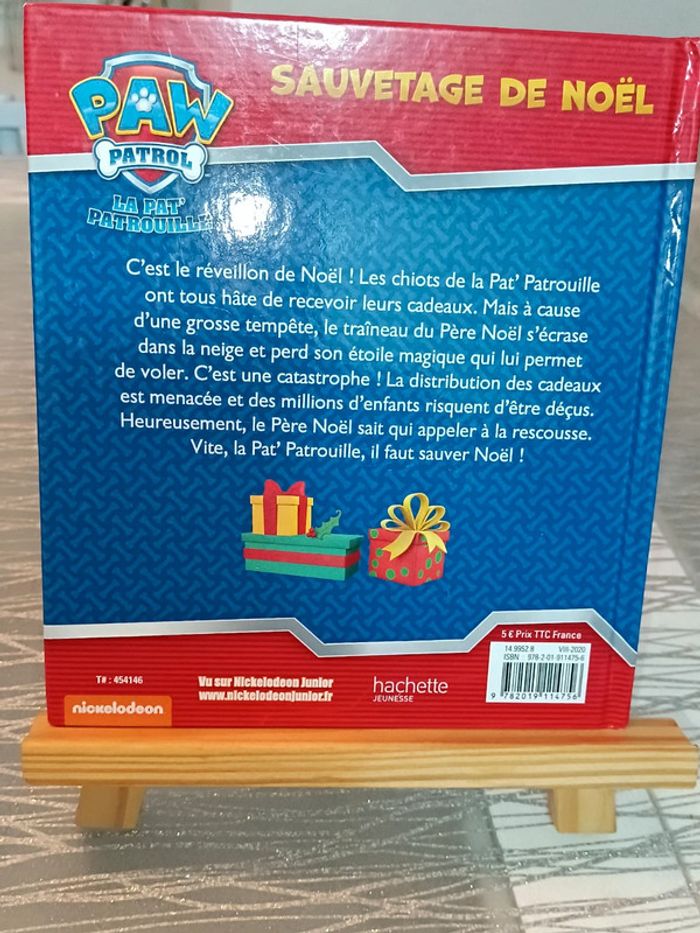 PAW
PATROL
LA PAT'
PATROUILLE
SAUVETAGE DE NOËL
C'est le réveillon de Noël ! Les chiots de la Pat' Patrouille
ont tous hâte de recevoir leurs cadeaux. Mais à cause
d'une grosse tempête, le traîneau du Père Noël s'écrase
dans la neige et perd son étoile magique qui lui permet
de voler. C'est une catastrophe ! La distribution des cadeaux
est menacée et des millions d'enfants risquent d'être déçus.
Heureusement, le Père Noël sait qui appeler à la rescousse.
Vite, la Pat' Patrouille, il faut sauver Noël !
5 € Prix TTC France
14.9952.8 VIII-2020
ISBN. 978-2-01-911475-6
9 782019 114756
T# : 454146
Vu sur Nickelodeon Junior
www.nickelodeonjunior.fr
hachette
JEUNESSE
nickelodeon